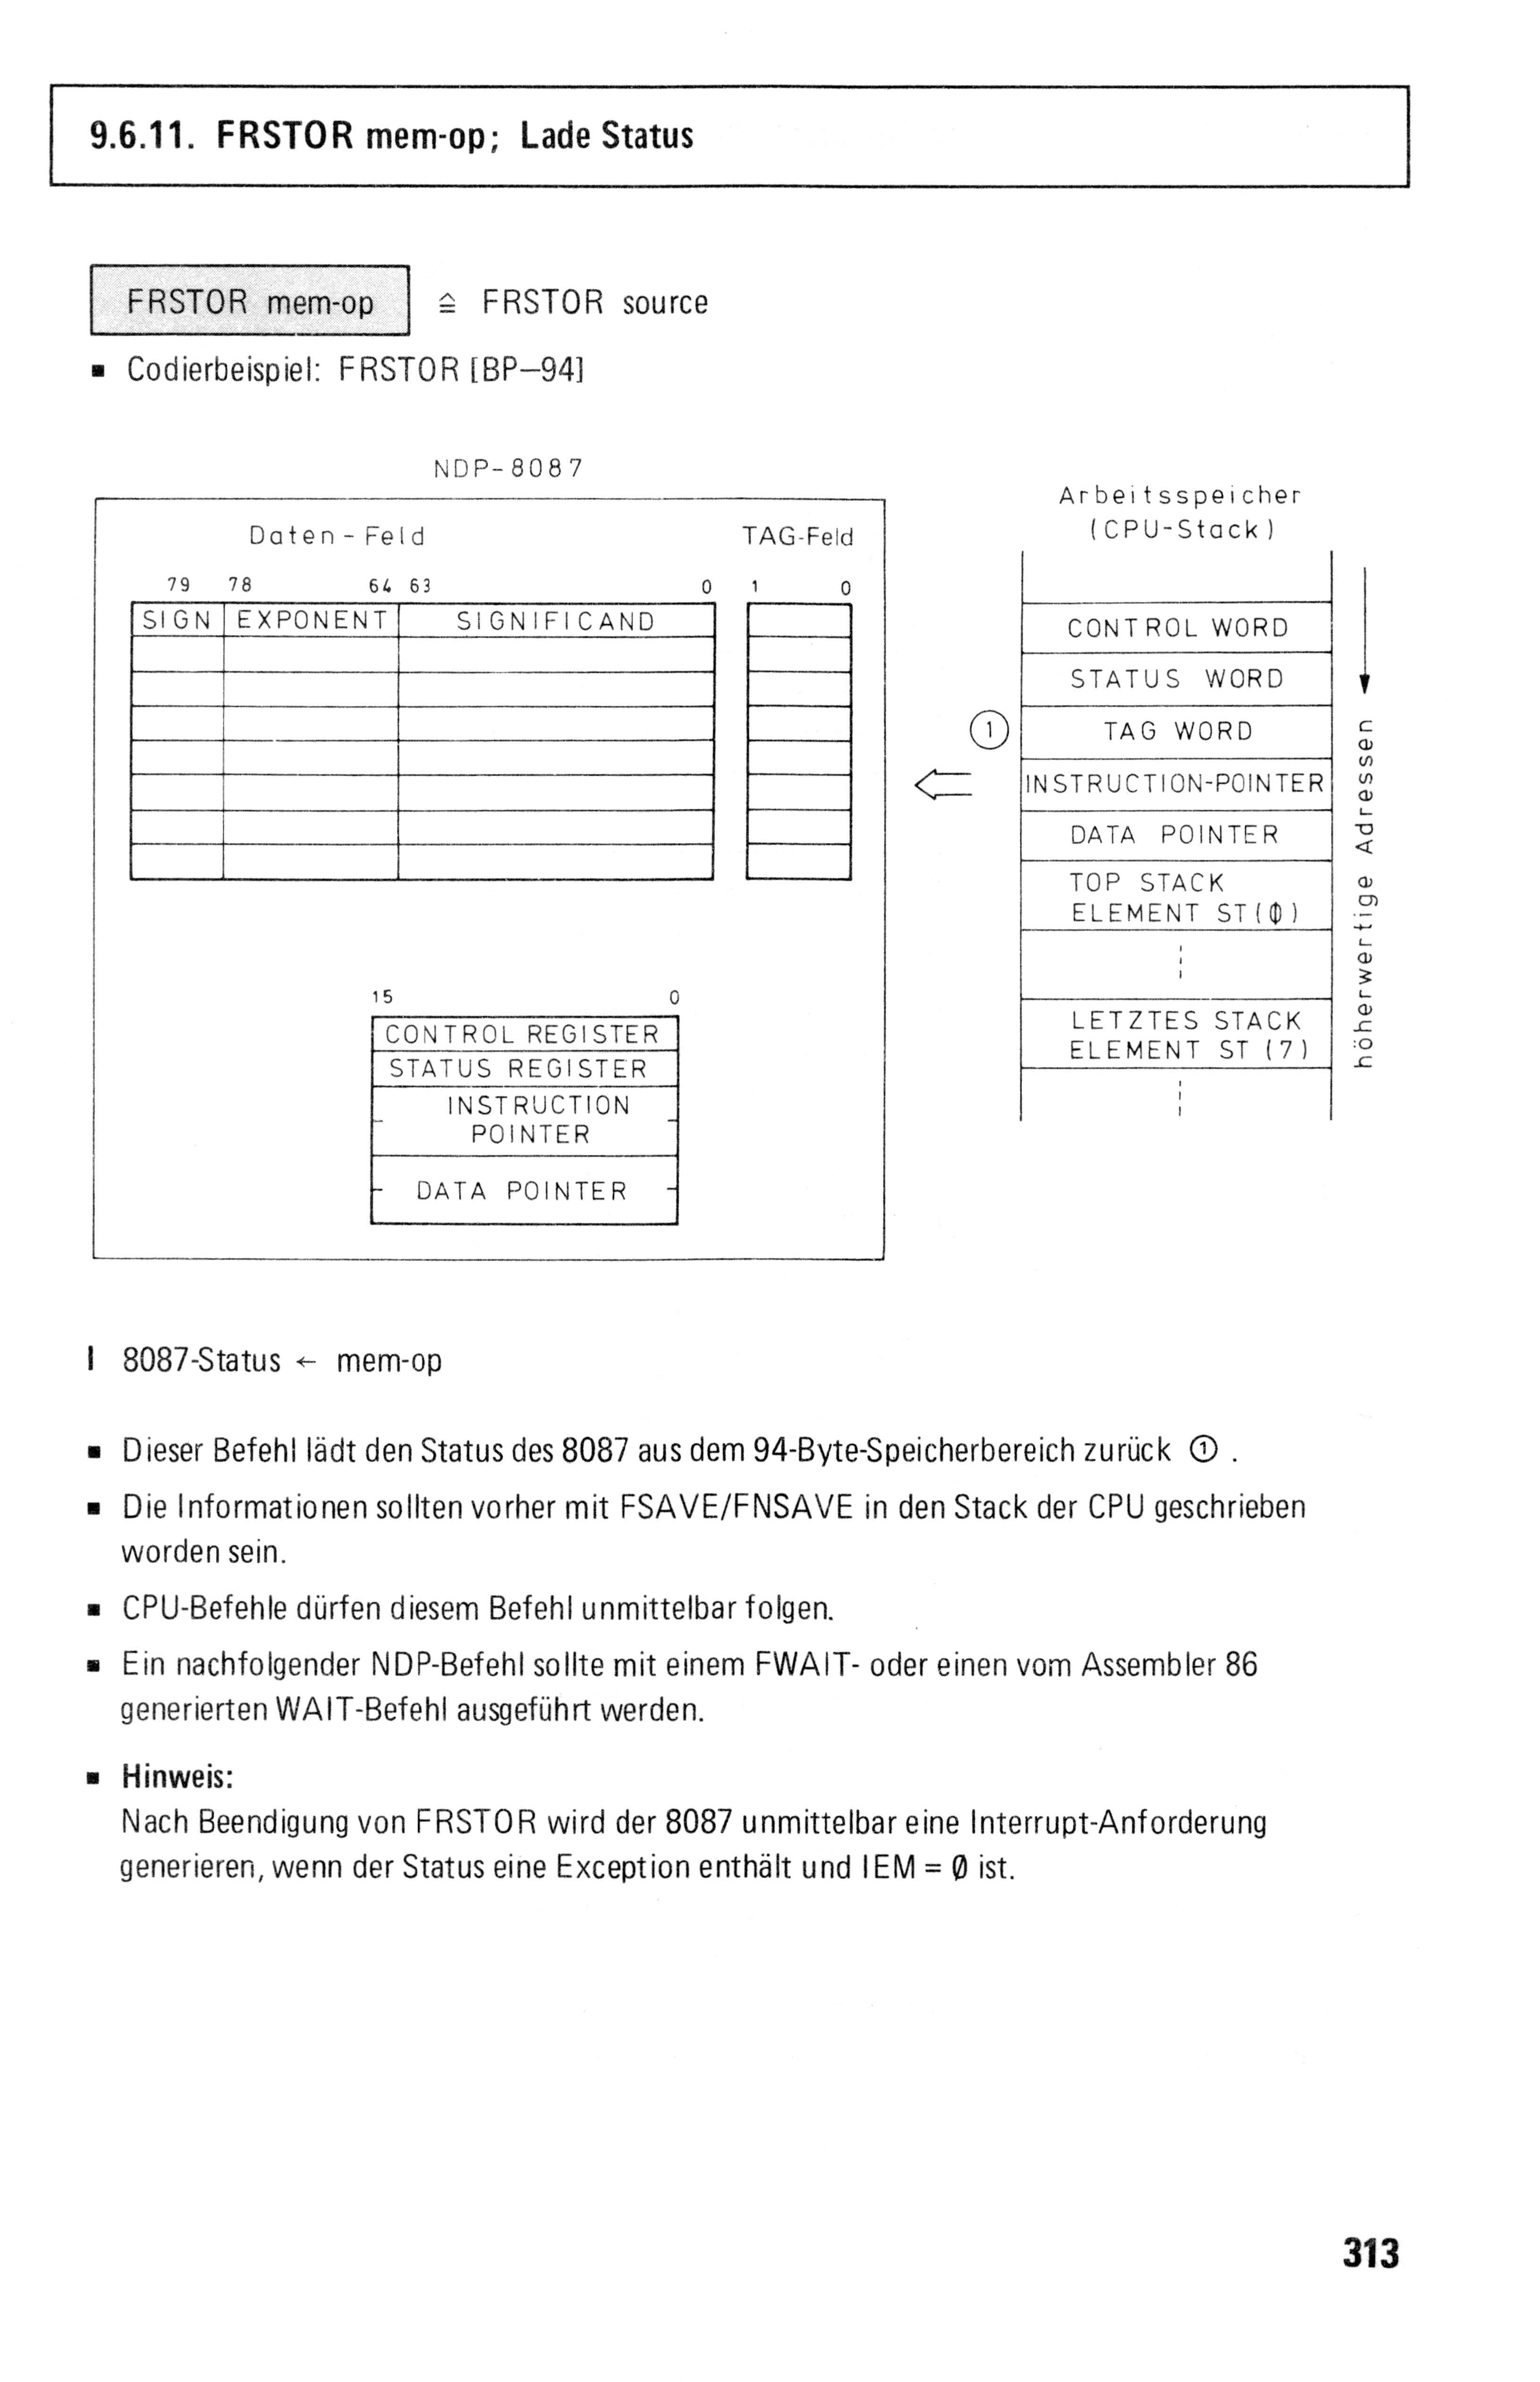 9.6.11. FRSTOR mem-op; Lade Status
FRSTOR mem-op ≙ FRSTOR source
▪ Codierbeispiel: FRSTOR [BP–94]
NDP-8087
Daten-Feld TAG-Feld
79 78 64 63 0 1 0
SIGN EXPONENT SIGNIFICAND
15 0
CONTROL REGISTER
STATUS REGISTER
INSTRUCTION
POINTER
DATA POINTER
Arbeitsspeicher
(CPU-Stack)
CONTROL WORD
STATUS WORD
① TAG WORD
INSTRUCTION-POINTER
DATA POINTER
TOP STACK
ELEMENT ST(0)
LETZTES STACK
ELEMENT ST (7)
höherwertige Adressen
8087-Status ← mem-op
▪ Dieser Befehl lädt den Status des 8087 aus dem 94-Byte-Speicherbereich zurück ① .
▪ Die Informationen sollten vorher mit FSAVE/FNSAVE in den Stack der CPU geschrieben
worden sein.
▪ CPU-Befehle dürfen diesem Befehl unmittelbar folgen.
▪ Ein nachfolgender NDP-Befehl sollte mit einem FWAIT- oder einen vom Assembler 86
generierten WAIT-Befehl ausgeführt werden.
▪ Hinweis:
Nach Beendigung von FRSTOR wird der 8087 unmittelbar eine Interrupt-Anforderung
generieren, wenn der Status eine Exception enthält und IEM = Ø ist.
313